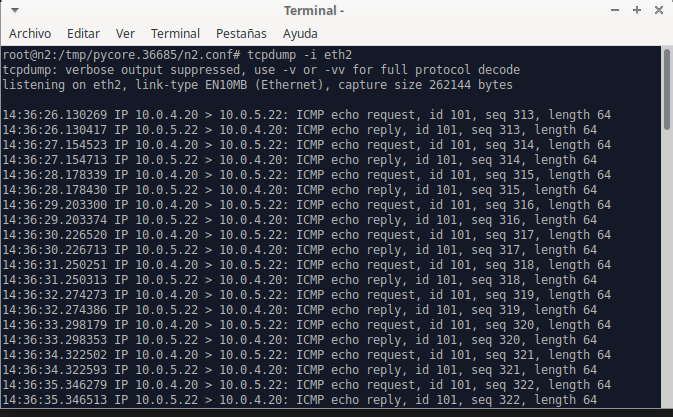 Terminal -
Archivo Editar Ver Terminal Pestañas Ayuda
root@n2:/tmp/pycore.36685/n2.conf# tcpdump -i eth2
tcpdump: verbose output suppressed, use -v or -vv for full protocol decode
listening on eth2, link-type EN10MB (Ethernet), capture size 262144 bytes
14:36:26.130269 IP 10.0.4.20 > 10.0.5.22: ICMP echo request, id 101, seq 313, length 64
14:36:26.130417 IP 10.0.5.22 > 10.0.4.20: ICMP echo reply, id 101, seq 313, length 64
14:36:27.154523 IP 10.0.4.20 > 10.0.5.22: ICMP echo request, id 101, seq 314, length 64
14:36:27.154713 IP 10.0.5.22 > 10.0.4.20: ICMP echo reply, id 101, seq 314, length 64
14:36:28.178339 IP 10.0.4.20 > 10.0.5.22: ICMP echo request, id 101, seq 315, length 64
14:36:28.178430 IP 10.0.5.22 > 10.0.4.20: ICMP echo reply, id 101, seq 315, length 64
14:36:29.203300 IP 10.0.4.20 > 10.0.5.22: ICMP echo request, id 101, seq 316, length 64
14:36:29.203374 IP 10.0.5.22 > 10.0.4.20: ICMP echo reply, id 101, seq 316, length 64
14:36:30.226520 IP 10.0.4.20 > 10.0.5.22: ICMP echo request, id 101, seq 317, length 64
14:36:30.226713 IP 10.0.5.22 > 10.0.4.20: ICMP echo reply, id 101, seq 317, length 64
14:36:31.250251 IP 10.0.4.20 > 10.0.5.22: ICMP echo request, id 101, seq 318, length 64
14:36:31.250313 IP 10.0.5.22 > 10.0.4.20: ICMP echo reply, id 101, seq 318, length 64
14:36:32.274273 IP 10.0.4.20 > 10.0.5.22: ICMP echo request, id 101, seq 319, length 64
14:36:32.274386 IP 10.0.5.22 > 10.0.4.20: ICMP echo reply, id 101, seq 319, length 64
14:36:33.298179 IP 10.0.4.20 > 10.0.5.22: ICMP echo request, id 101, seq 320, length 64
14:36:33.298353 IP 10.0.5.22 > 10.0.4.20: ICMP echo reply, id 101, seq 320, length 64
14:36:34.322502 IP 10.0.4.20 > 10.0.5.22: ICMP echo request, id 101, seq 321, length 64
14:36:34.322593 IP 10.0.5.22 > 10.0.4.20: ICMP echo reply, id 101, seq 321, length 64
14:36:35.346279 IP 10.0.4.20 > 10.0.5.22: ICMP echo request, id 101, seq 322, length 64
14:36:35.346513 IP 10.0.5.22 > 10.0.4.20: ICMP echo reply, id 101, seq 322, length 64